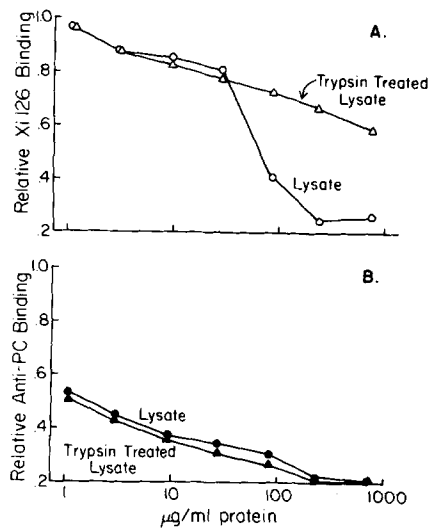 A.
Relative Xi 126 Binding
1.0
.8
.6
.4
.2
Trypsin Treated
Lysate
Lysate
B.
Relative Anti-PC Binding
1.0
.8
.6
.4
.2
Lysate
Trypsin Treated
Lysate
1
10
100
1000
µg/ml protein